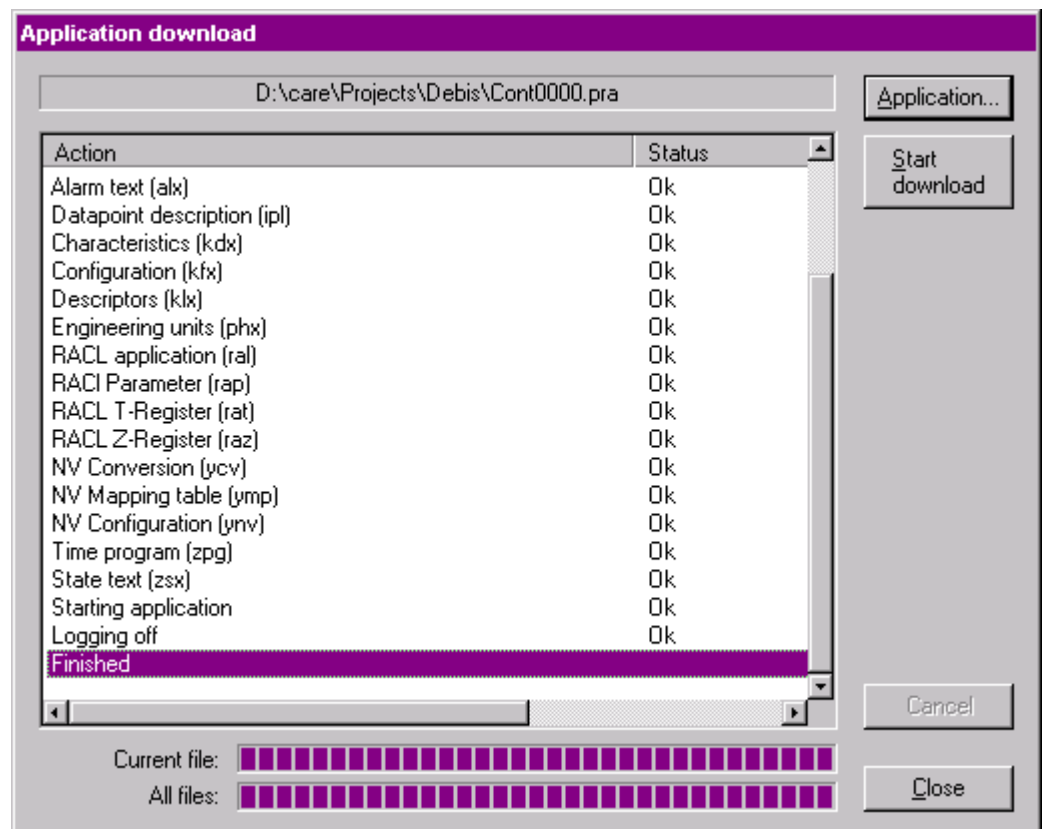 Application download
D:\care\Projects\Debis\Cont0000.pra
Application...
Action Status
Start
download
Alarm text (alx) Ok
Datapoint description (ipl) Ok
Characteristics (kdx) Ok
Configuration (kfx) Ok
Descriptors (klx) Ok
Engineering units (phx) Ok
RACL application (ral) Ok
RACl Parameter (rap) Ok
RACL T-Register (rat) Ok
RACL Z-Register (raz) Ok
NV Conversion (ycv) Ok
NV Mapping table (ymp) Ok
NV Configuration (ynv) Ok
Time program (zpg) Ok
State text (zsx) Ok
Starting application Ok
Logging off Ok
Finished
Cancel
Current file:
All files:
Close